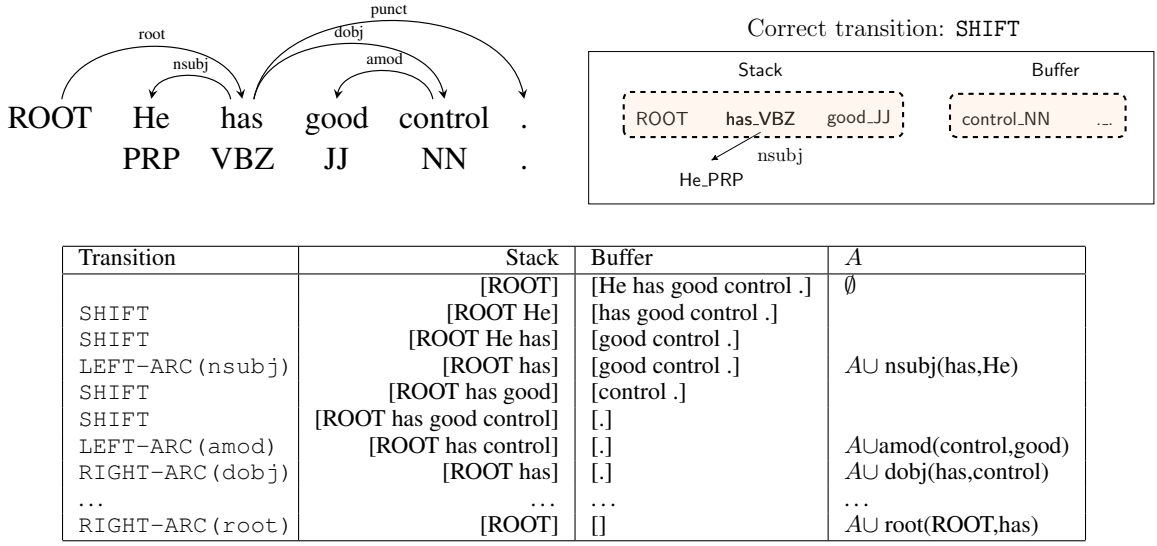 punct
root
dobj
nsubj
amod
ROOT He has good control .
PRP VBZ JJ NN .
Correct transition: SHIFT
Stack Buffer
ROOT has_VBZ good_JJ control_NN ._.
nsubj
He_PRP
Transition Stack Buffer A
[ROOT] [He has good control .] ∅
SHIFT [ROOT He] [has good control .]
SHIFT [ROOT He has] [good control .]
LEFT-ARC(nsubj) [ROOT has] [good control .] A∪ nsubj(has,He)
SHIFT [ROOT has good] [control .]
SHIFT [ROOT has good control] [.]
LEFT-ARC(amod) [ROOT has control] [.] A∪amod(control,good)
RIGHT-ARC(dobj) [ROOT has] [.] A∪ dobj(has,control)
... ... ... ...
RIGHT-ARC(root) [ROOT] [] A∪ root(ROOT,has)